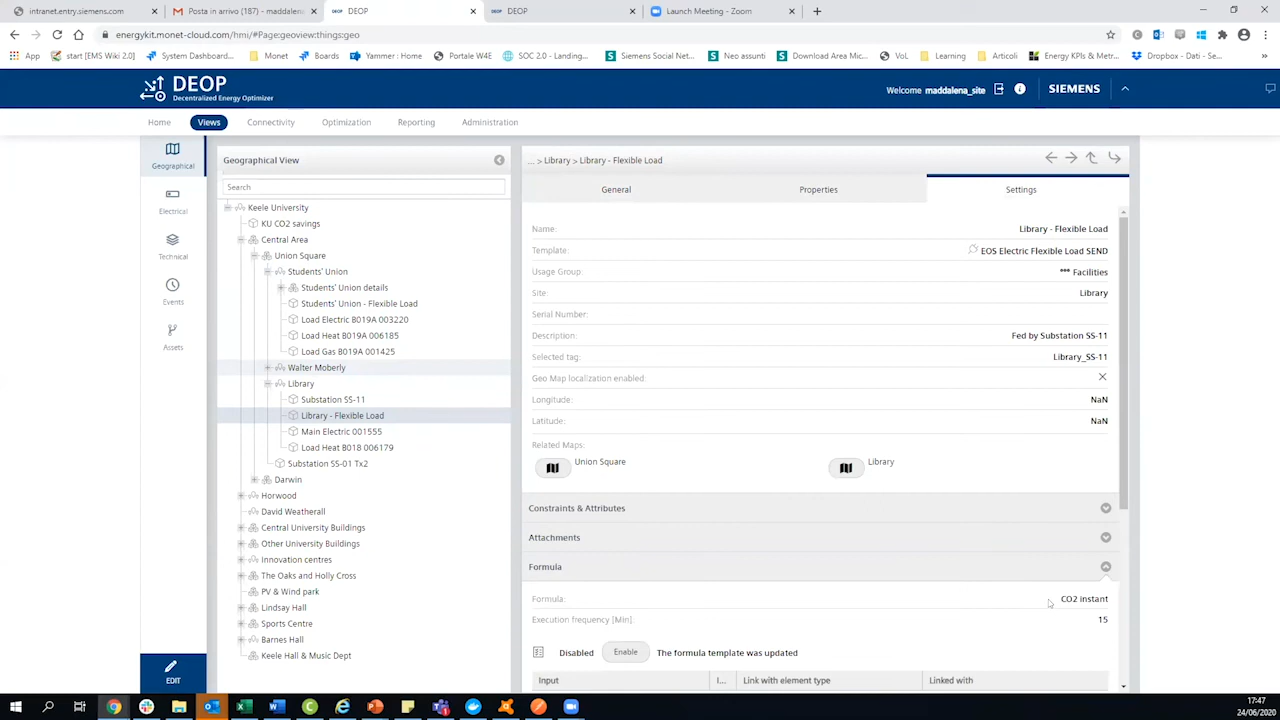 intranet.entry.siemens.com
Posta in arrivo (187) - maddalena
DEOP
DEOP
Launch Meeting - Zoom
energykit.monet-cloud.com/hmi/#Page:geoview:things:geo
App
start [EMS Wiki 2.0]
System Dashboard...
Monet
Boards
Yammer : Home
Portale W4E
SOC 2.0 - Landing...
Siemens Social Net...
Neo assunti
Download Area Mic...
VoL
Learning
Articoli
Energy KPIs & Metr...
Dropbox - Dati - Se...
DEOP
Decentralized Energy Optimizer
Welcome maddalena_site
SIEMENS
Home
Views
Connectivity
Optimization
Reporting
Administration
Geographical
Electrical
Technical
Events
Assets
EDIT
Geographical View
Search
Keele University
KU CO2 savings
Central Area
Union Square
Students' Union
Students' Union details
Students' Union - Flexible Load
Load Electric B019A 003220
Load Heat B019A 006185
Load Gas B019A 001425
Walter Moberly
Library
Substation SS-11
Library - Flexible Load
Main Electric 001555
Load Heat B018 006179
Substation SS-01 Tx2
Darwin
Horwood
David Weatherall
Central University Buildings
Other University Buildings
Innovation centres
The Oaks and Holly Cross
PV & Wind park
Lindsay Hall
Sports Centre
Barnes Hall
Keele Hall & Music Dept
... > Library > Library - Flexible Load
General
Properties
Settings
Name: Library - Flexible Load
Template: EOS Electric Flexible Load SEND
Usage Group: *** Facilities
Site: Library
Serial Number:
Description: Fed by Substation SS-11
Selected tag: Library_SS-11
Geo Map localization enabled:
Longitude: NaN
Latitude: NaN
Related Maps:
Union Square
Library
Constraints & Attributes
Attachments
Formula
Formula: CO2 instant
Execution frequency [Min]: 15
Disabled
Enable
The formula template was updated
Input
I...
Link with element type
Linked with
17:47
24/06/2020